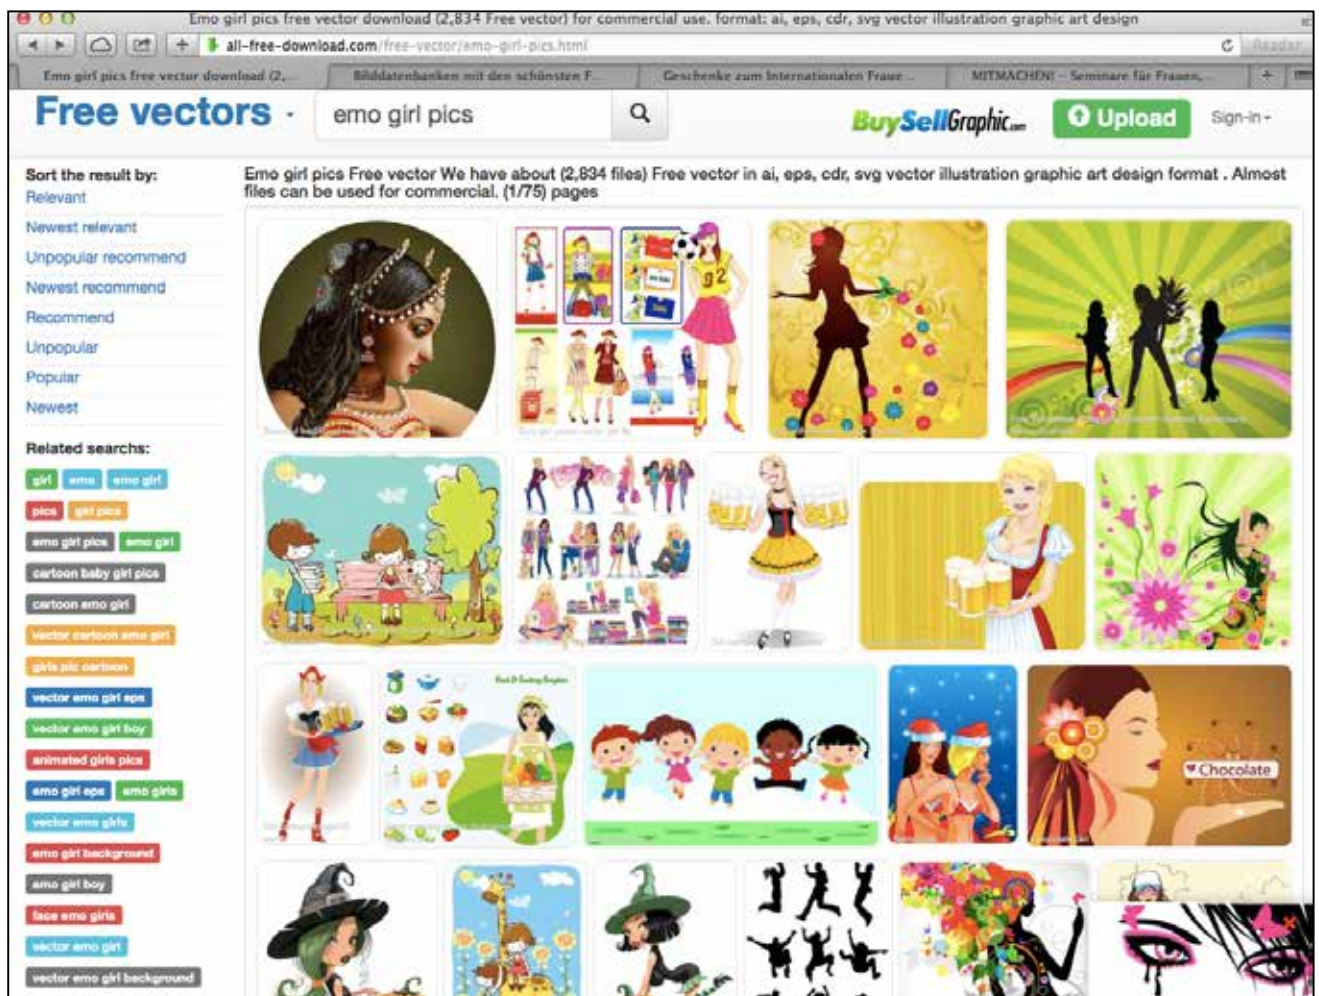 Emo girl pics free vector download (2,834 Free vector) for commercial use. format: ai, eps, cdr, svg vector illustration graphic art design
all-free-download.com/free-vector/emo-girl-pics.html
Reader
Emo girl pics free vector download (2,...
Bilddatenbanken mit den schönsten F...
Geschenke zum Internationalen Fraue...
MITMACHEN! – Seminare für Frauen,...
Free vectors
emo girl pics
BuySellGraphic.com
Upload
Sign-in
Sort the result by:
Relevant
Newest relevant
Unpopular recommend
Newest recommend
Recommend
Unpopular
Popular
Newest
Related searchs:
girl emo emo girl
pics girl pics
emo girl pics emo girl
cartoon baby girl pics
cartoon emo girl
vector cartoon emo girl
girls pic cartoon
vector emo girl eps
vector emo girl boy
animated girls pics
emo girl eps emo girls
vector emo girls
emo girl background
emo girl boy
face emo girls
vector emo girl
vector emo girl background
Emo girl pics Free vector We have about (2,834 files) Free vector in ai, eps, cdr, svg vector illustration graphic art design format . Almost
files can be used for commercial. (1/75) pages
92
Chocolate